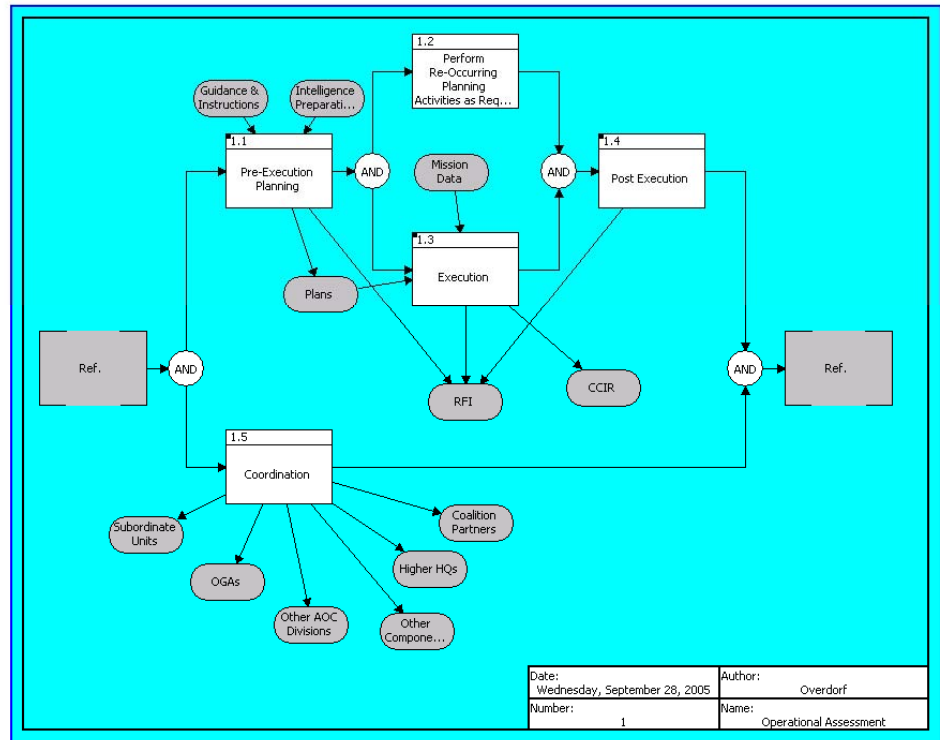 1.2
Perform
Re-Occurring
Planning
Activities as Req...
Guidance &
Instructions
Intelligence
Preparati...
1.1
Pre-Execution
Planning
AND
Mission
Data
AND
1.4
Post Execution
1.3
Execution
Plans
Ref.
AND
RFI
CCIR
AND
Ref.
1.5
Coordination
Subordinate
Units
OGAs
Other AOC
Divisions
Other
Compone...
Higher HQs
Coalition
Partners
Date:
Wednesday, September 28, 2005
Author:
Overdorf
Number:
1
Name:
Operational Assessment